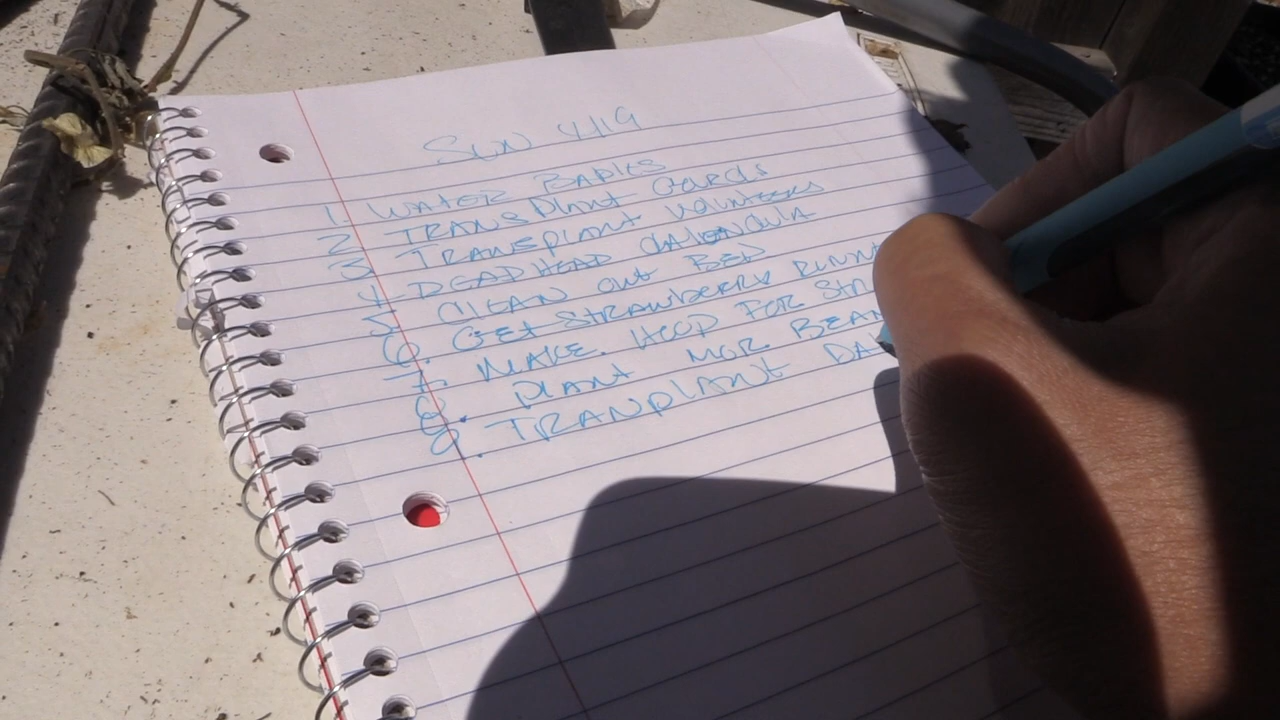 SUN 4/19
1. WATER BABIES
2 TRANSPlANt GOURDS
3 TRANSPlANt VOLUNTEERS
4 DEADHEAD CALENDULA
5 CLEAN OUt BED
6. GEt StRAWbERRY RUNN
7. MAKE HOOP FOR StR
8. PlANt MOR. BEAN
9. TRANPLANt DA